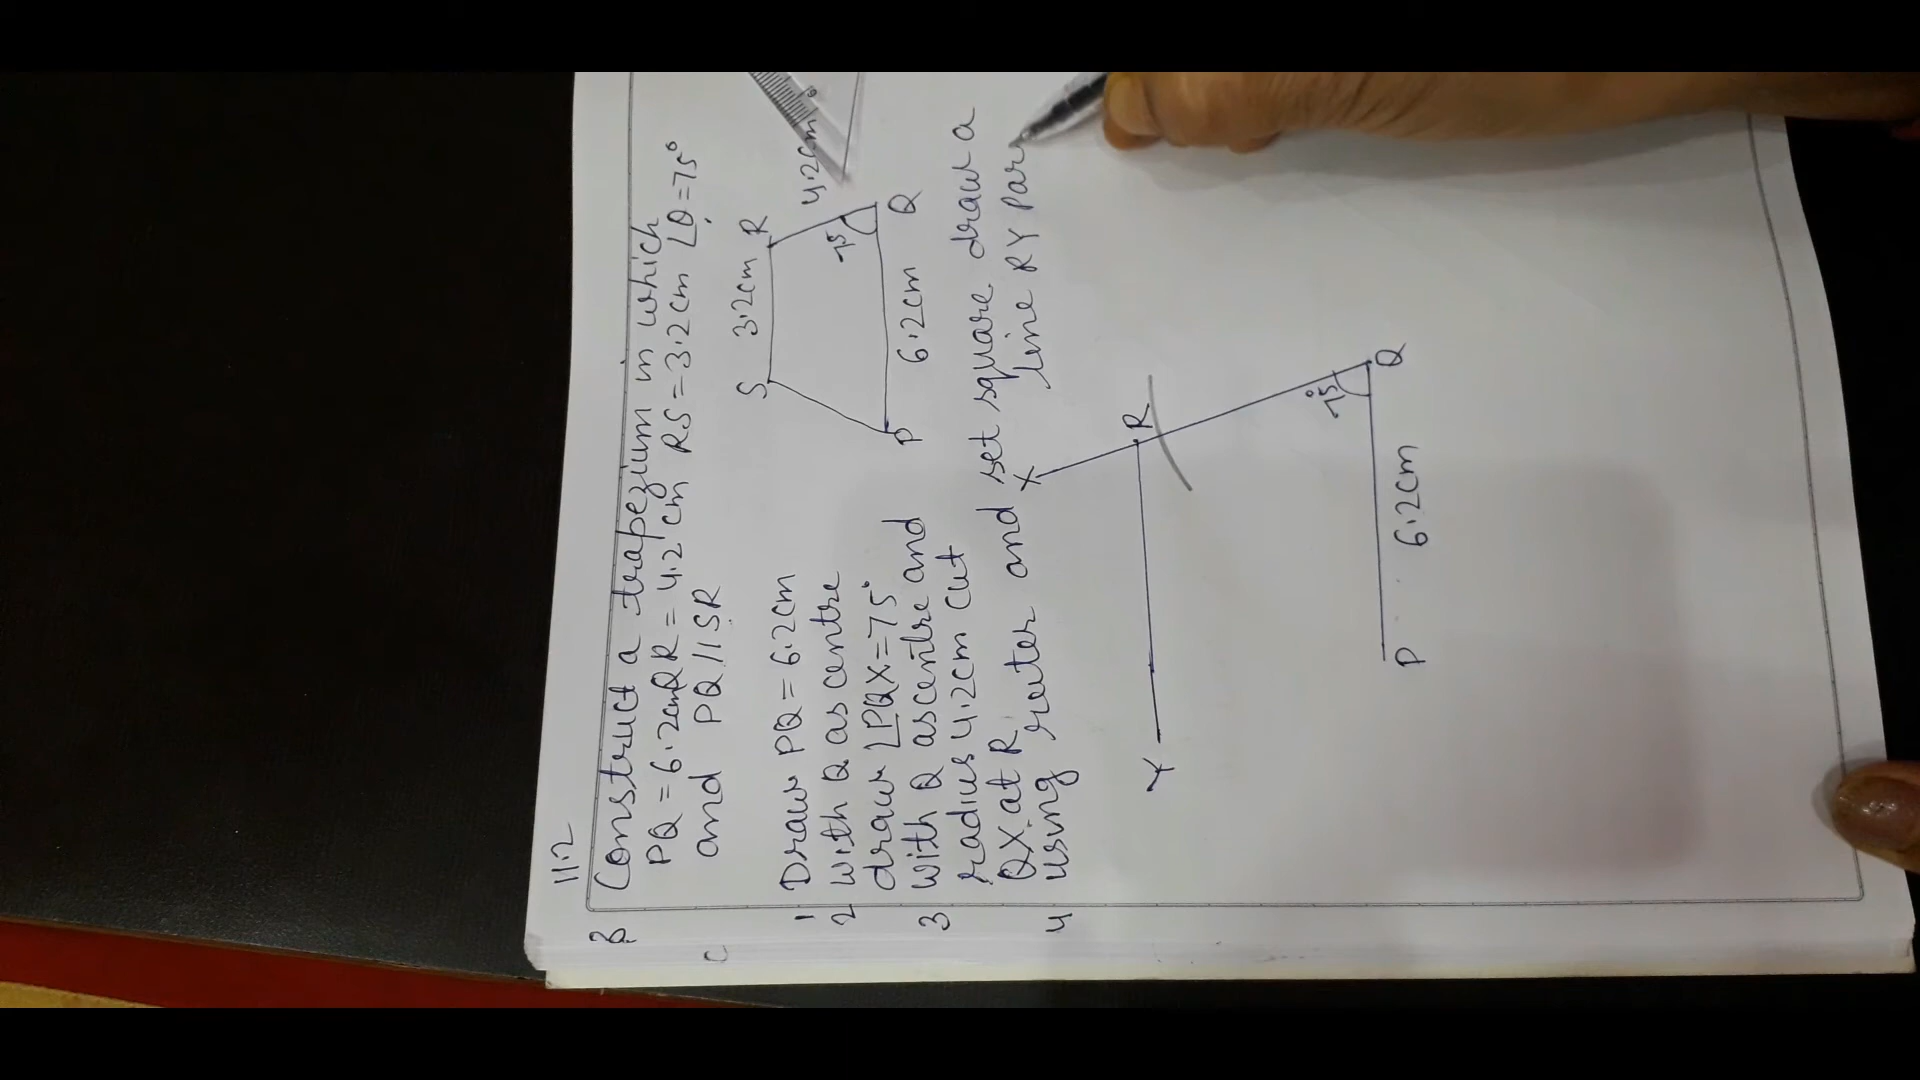 11.2
8 Construct a trapezium in which
PQ = 6.2cm QR = 4.2 cm RS = 3.2 cm ∠Q = 75°
and PQ // SR
C
S 3.2cm R
4.2cm
6
75
P 6.2cm Q
1 Draw PQ = 6.2cm
2 with Q as centre
draw ∠PQX = 75°
3 with Q as centre and
radius 4.2cm cut
QX at R
4 using ruter and set square draw a
line RY par
X
Y R
75°
P 6.2cm Q